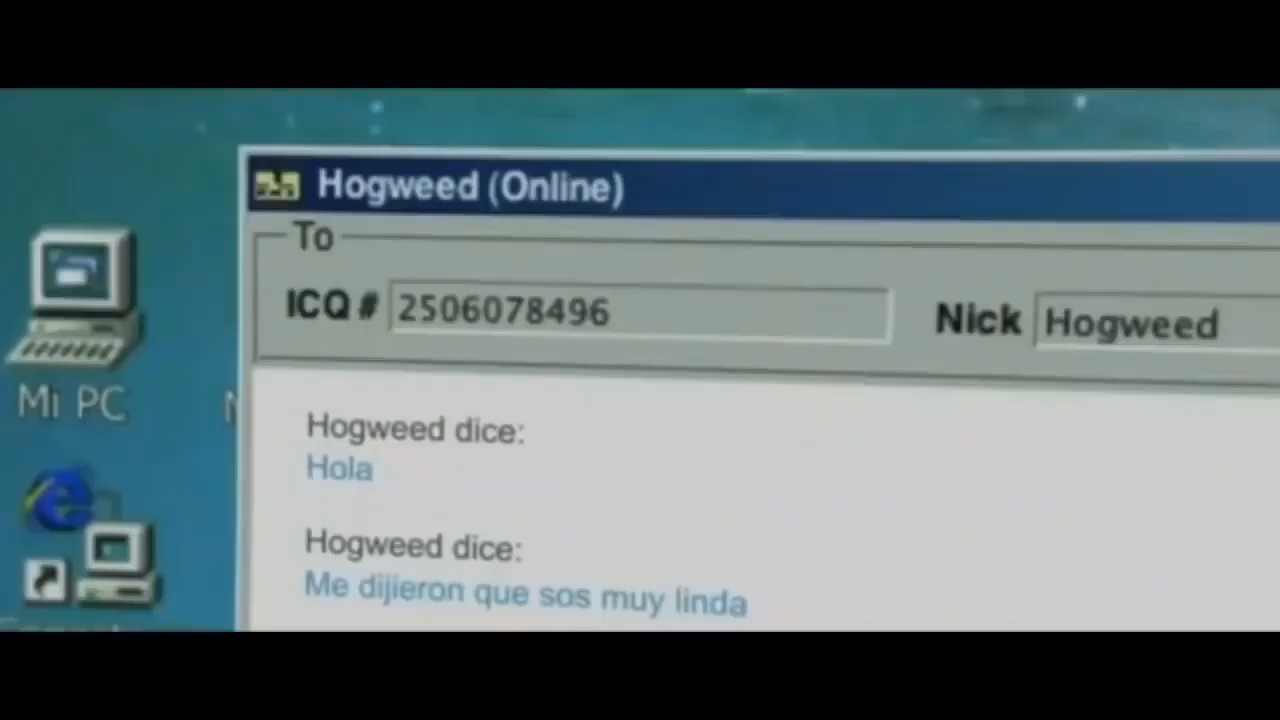 Hogweed (Online)
To
ICQ # 2506078496 Nick Hogweed
Mi PC
Hogweed dice:
Hola
Hogweed dice:
Me dijieron que sos muy linda